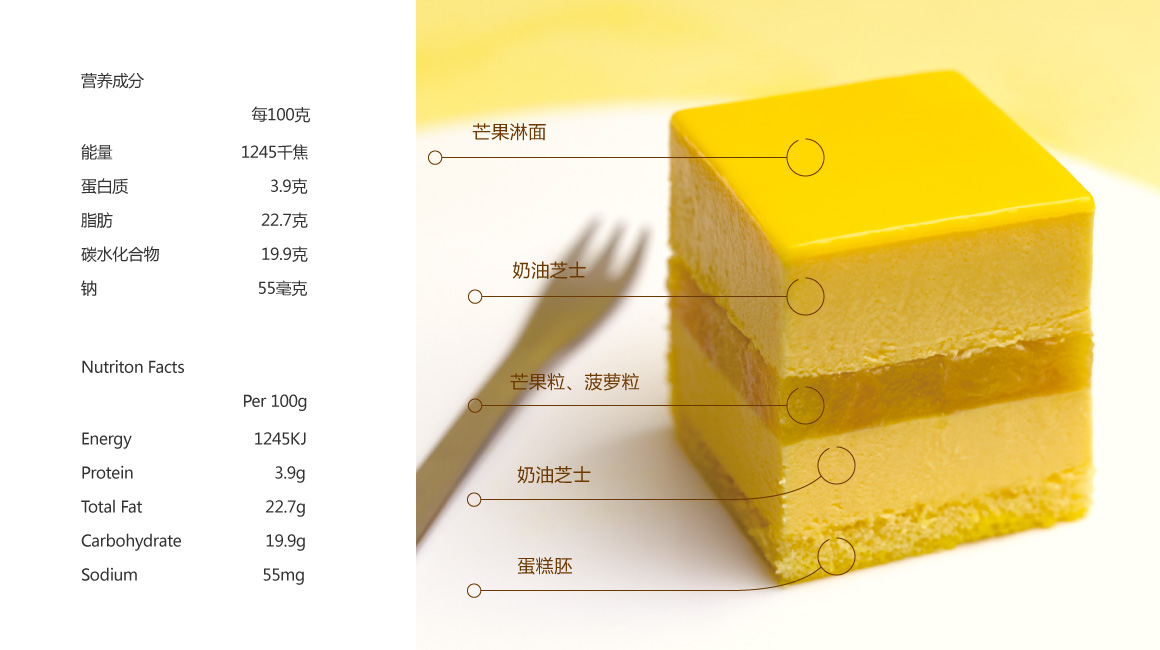 营养成分
每100克
能量 1245千焦
蛋白质 3.9克
脂肪 22.7克
碳水化合物 19.9克
钠 55毫克
Nutriton Facts
Per 100g
Energy 1245KJ
Protein 3.9g
Total Fat 22.7g
Carbohydrate 19.9g
Sodium 55mg
芒果淋面
奶油芝士
芒果粒、菠萝粒
奶油芝士
蛋糕胚